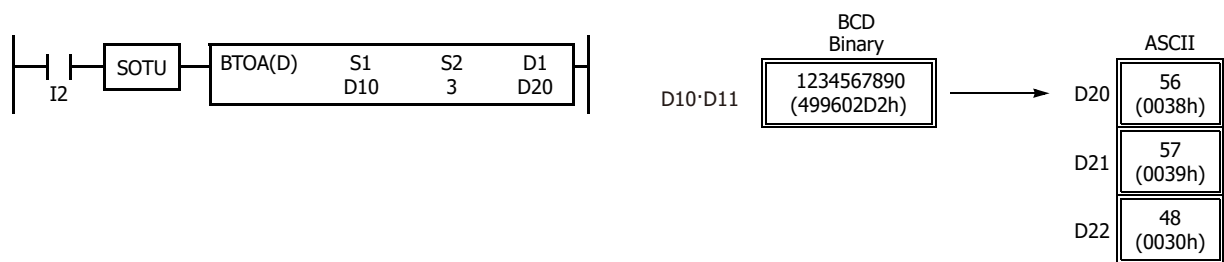 I2
SOTU
BTOA(D) S1 S2 D1
D10 3 D20
BCD
Binary
D10·D11
1234567890
(499602D2h)
ASCII
D20
56
(0038h)
D21
57
(0039h)
D22
48
(0030h)